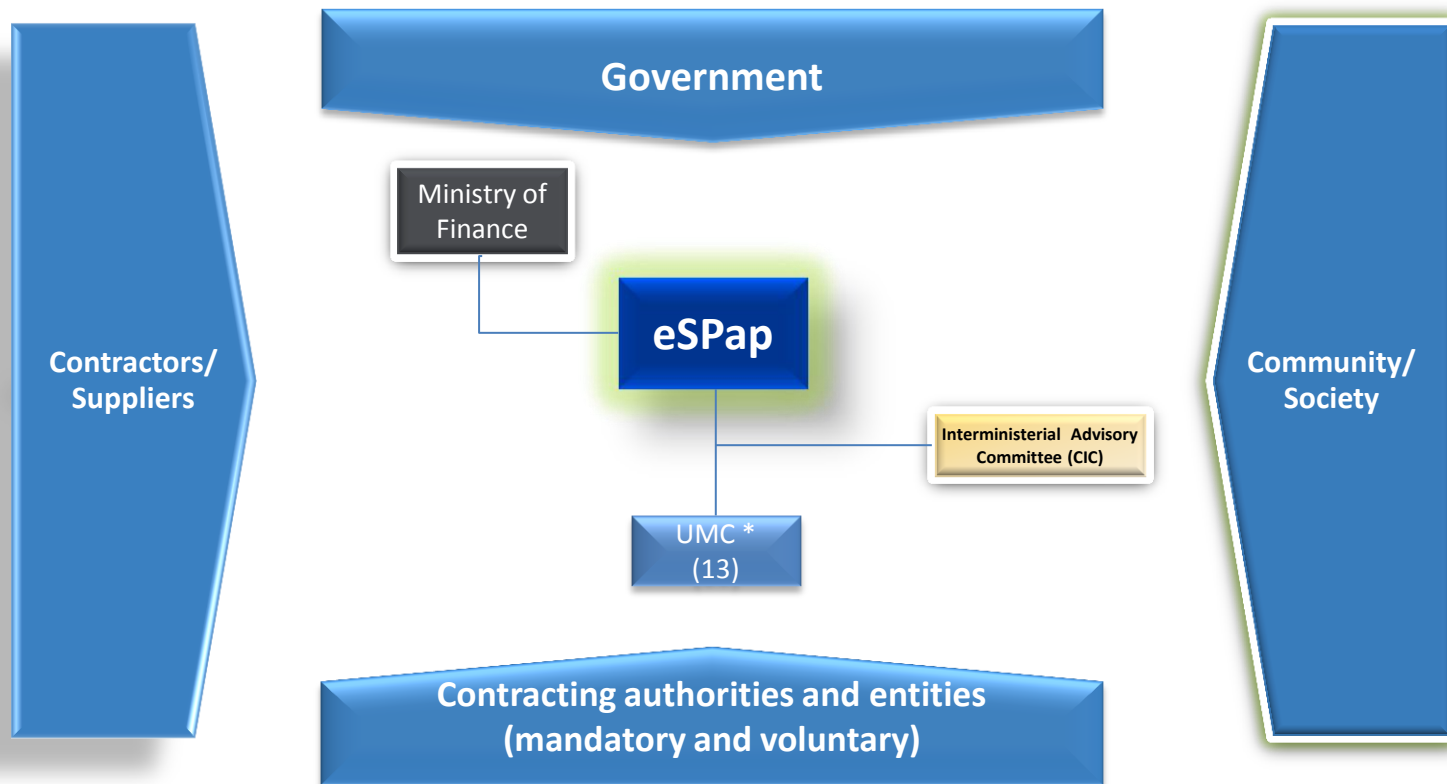 Government
Ministry of
Finance
eSPap
Contractors/
Suppliers
Community/
Society
Interministerial Advisory
Committee (CIC)
UMC *
(13)
Contracting authorities and entities
(mandatory and voluntary)